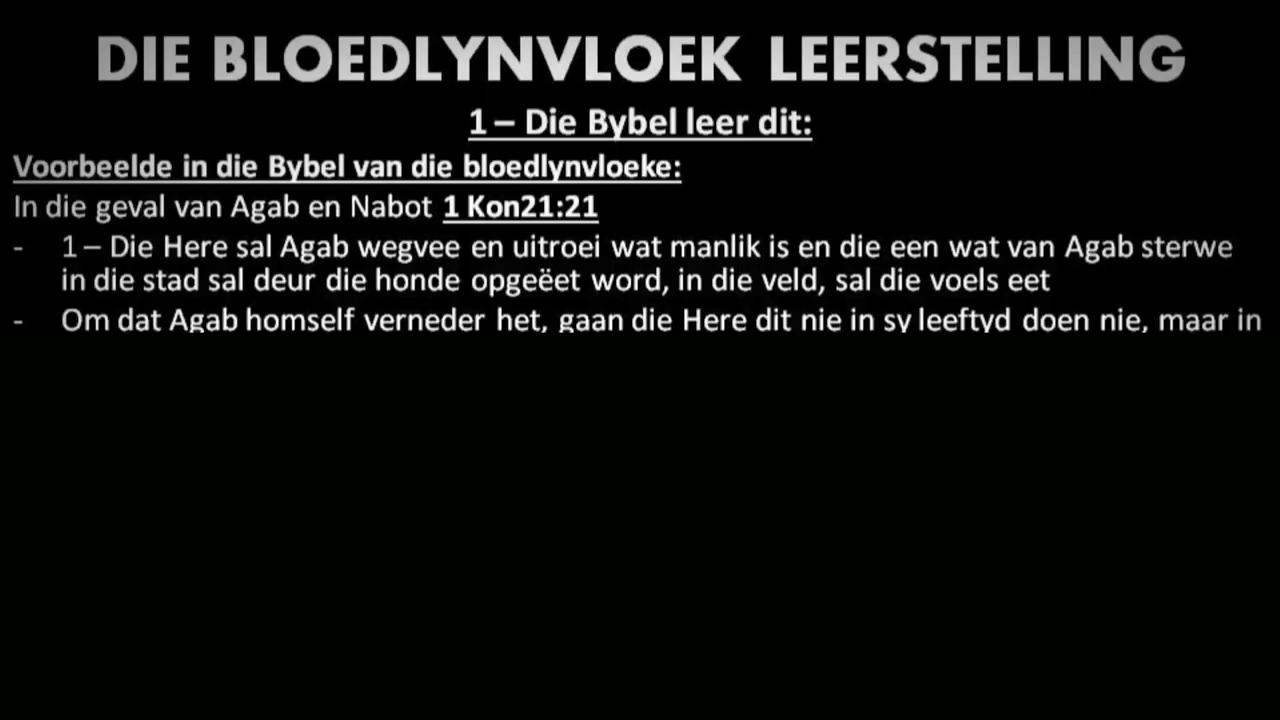 DIE BLOEDLYNVLOEK LEERSTELLING
1 – Die Bybel leer dit:
Voorbeelde in die Bybel van die bloedlynvloeke:
In die geval van Agab en Nabot 1 Kon21:21
- 1 – Die Here sal Agab wegvee en uitroei wat manlik is en die een wat van Agab sterwe
in die stad sal deur die honde opgeëet word, in die veld, sal die voels eet
- Om dat Agab homself verneder het, gaan die Here dit nie in sy leeftyd doen nie, maar in